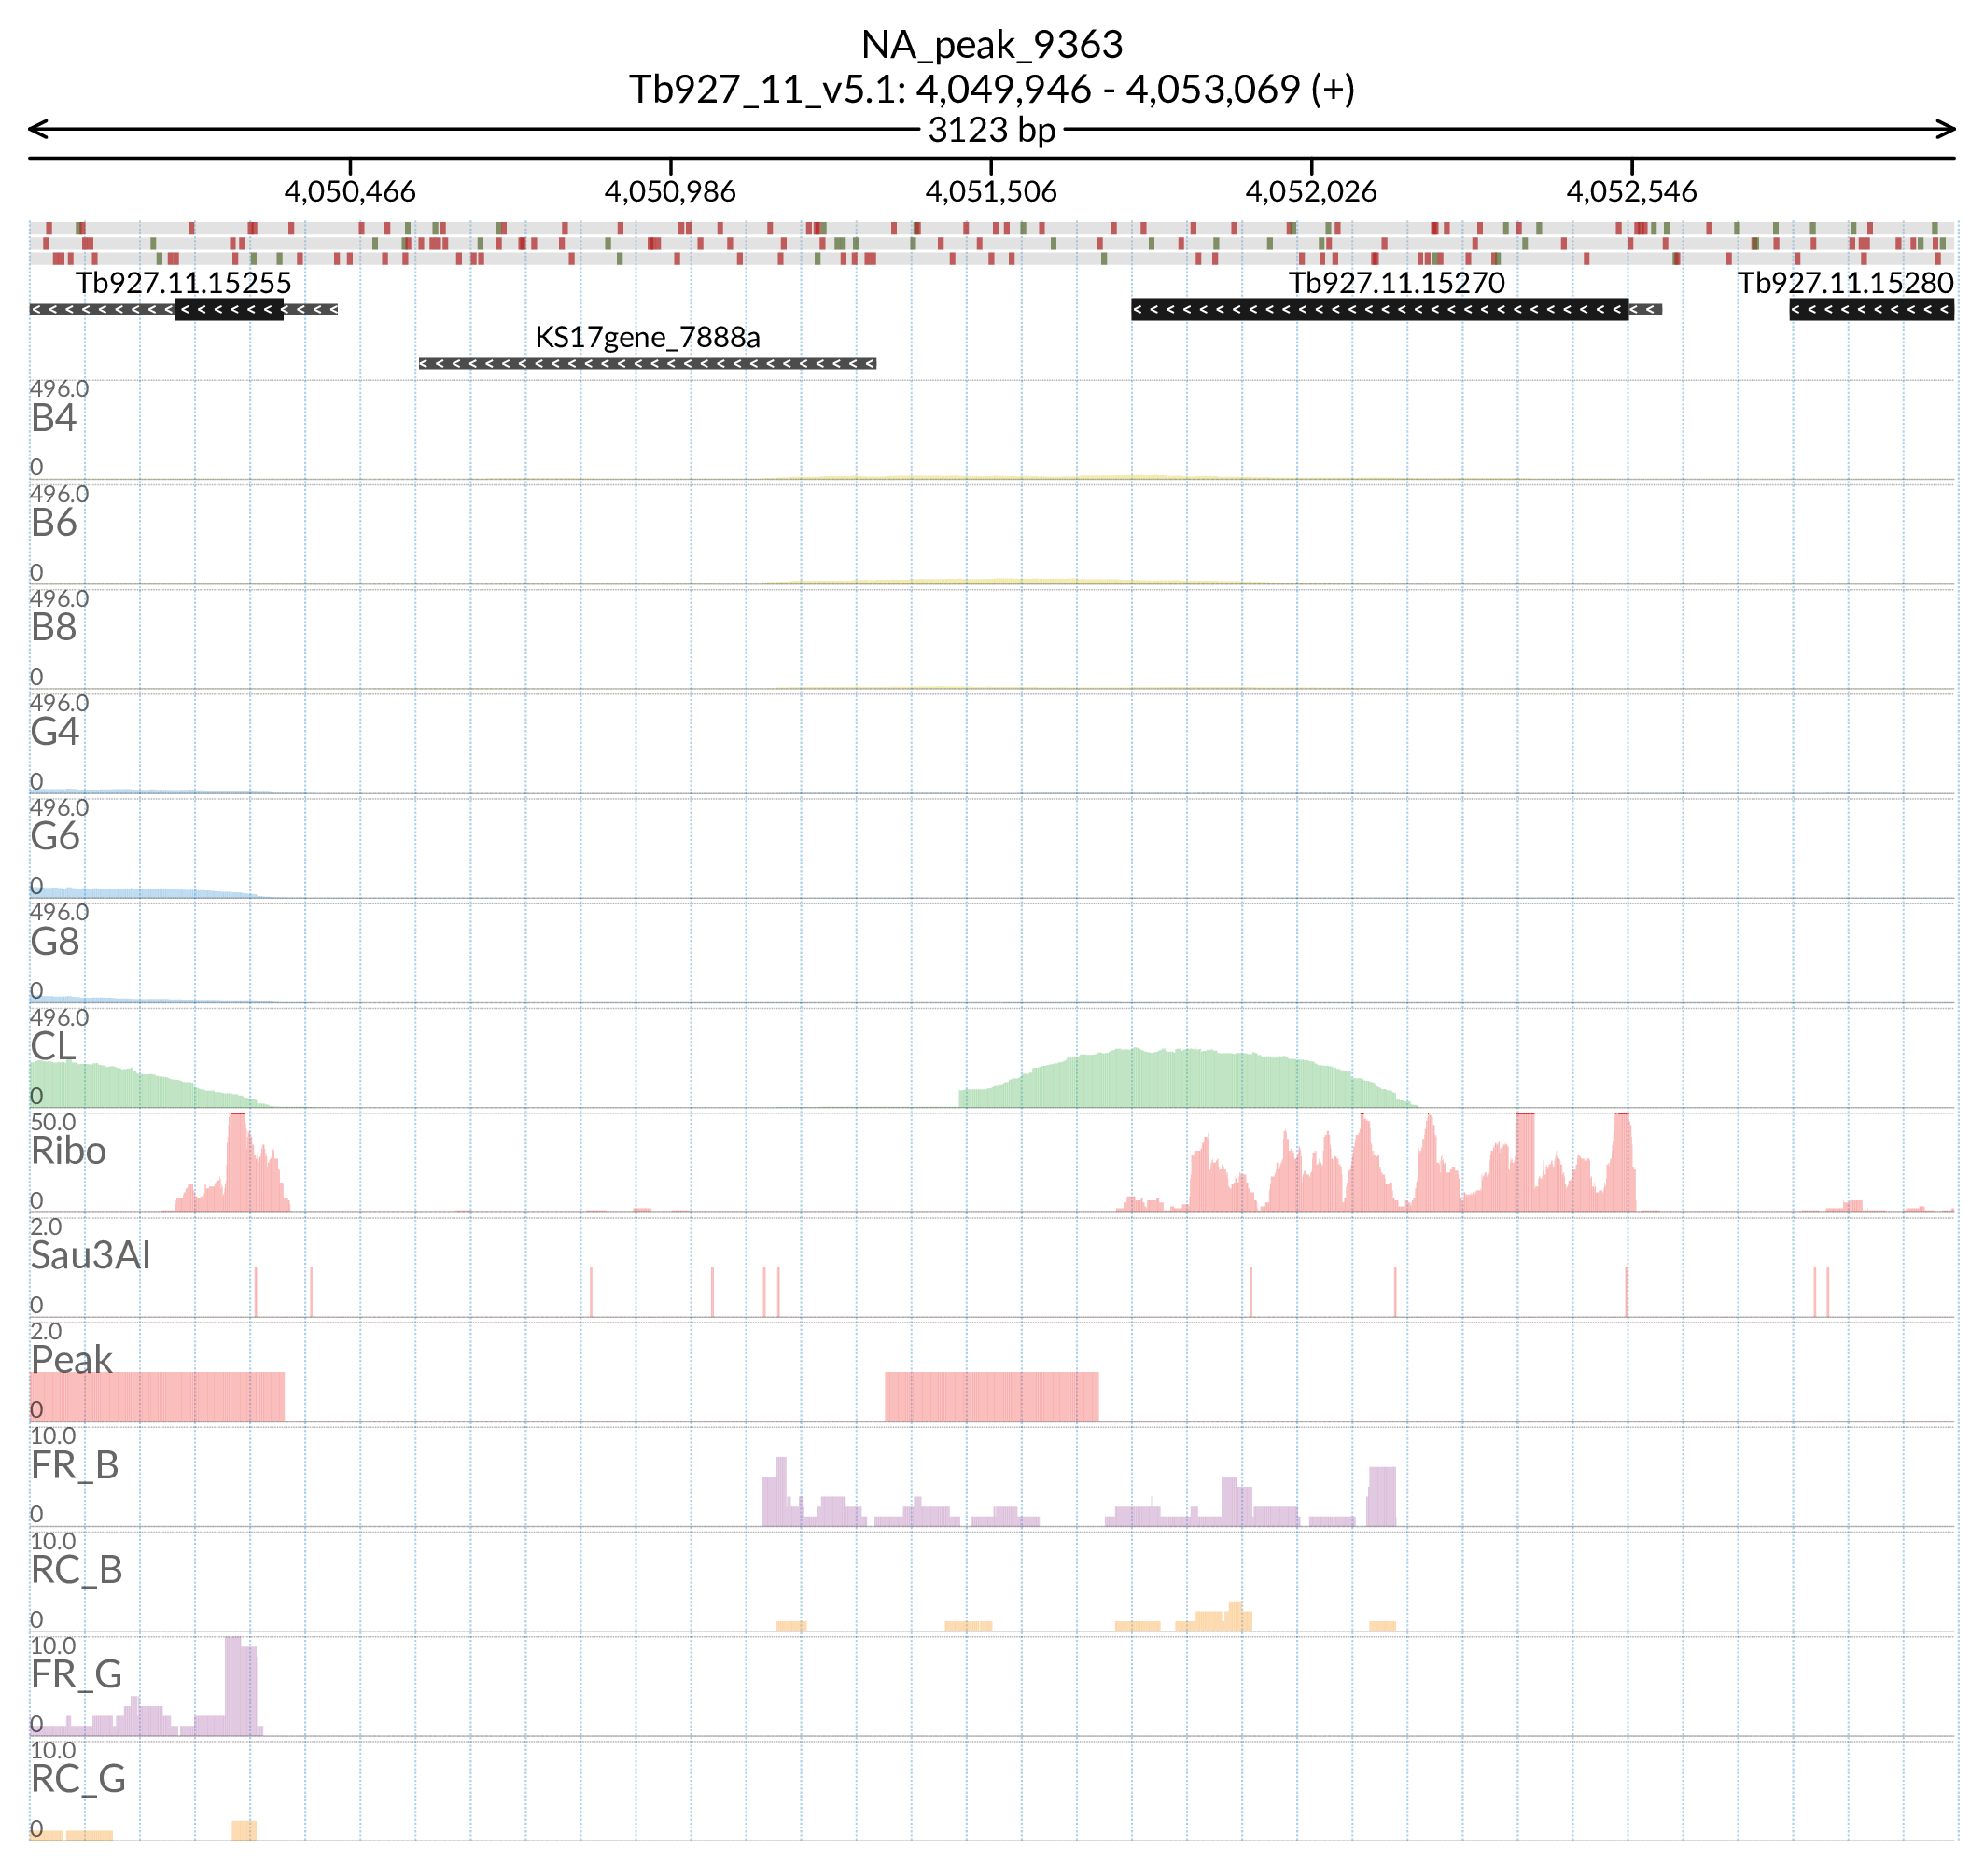 NA_peak_9363
Tb927_11_v5.1: 4,049,946 - 4,053,069 (+)
3123 bp
4,050,466 4,050,986 4,051,506 4,052,026 4,052,546
Tb927.11.15255 Tb927.11.15270 Tb927.11.15280
KS17gene_7888a
496.0
B4
0
496.0
B6
0
496.0
B8
0
496.0
G4
0
496.0
G6
0
496.0
G8
0
496.0
CL
0
50.0
Ribo
0
2.0
Sau3AI
0
2.0
Peak
0
10.0
FR_B
0
10.0
RC_B
0
10.0
FR_G
0
10.0
RC_G
0